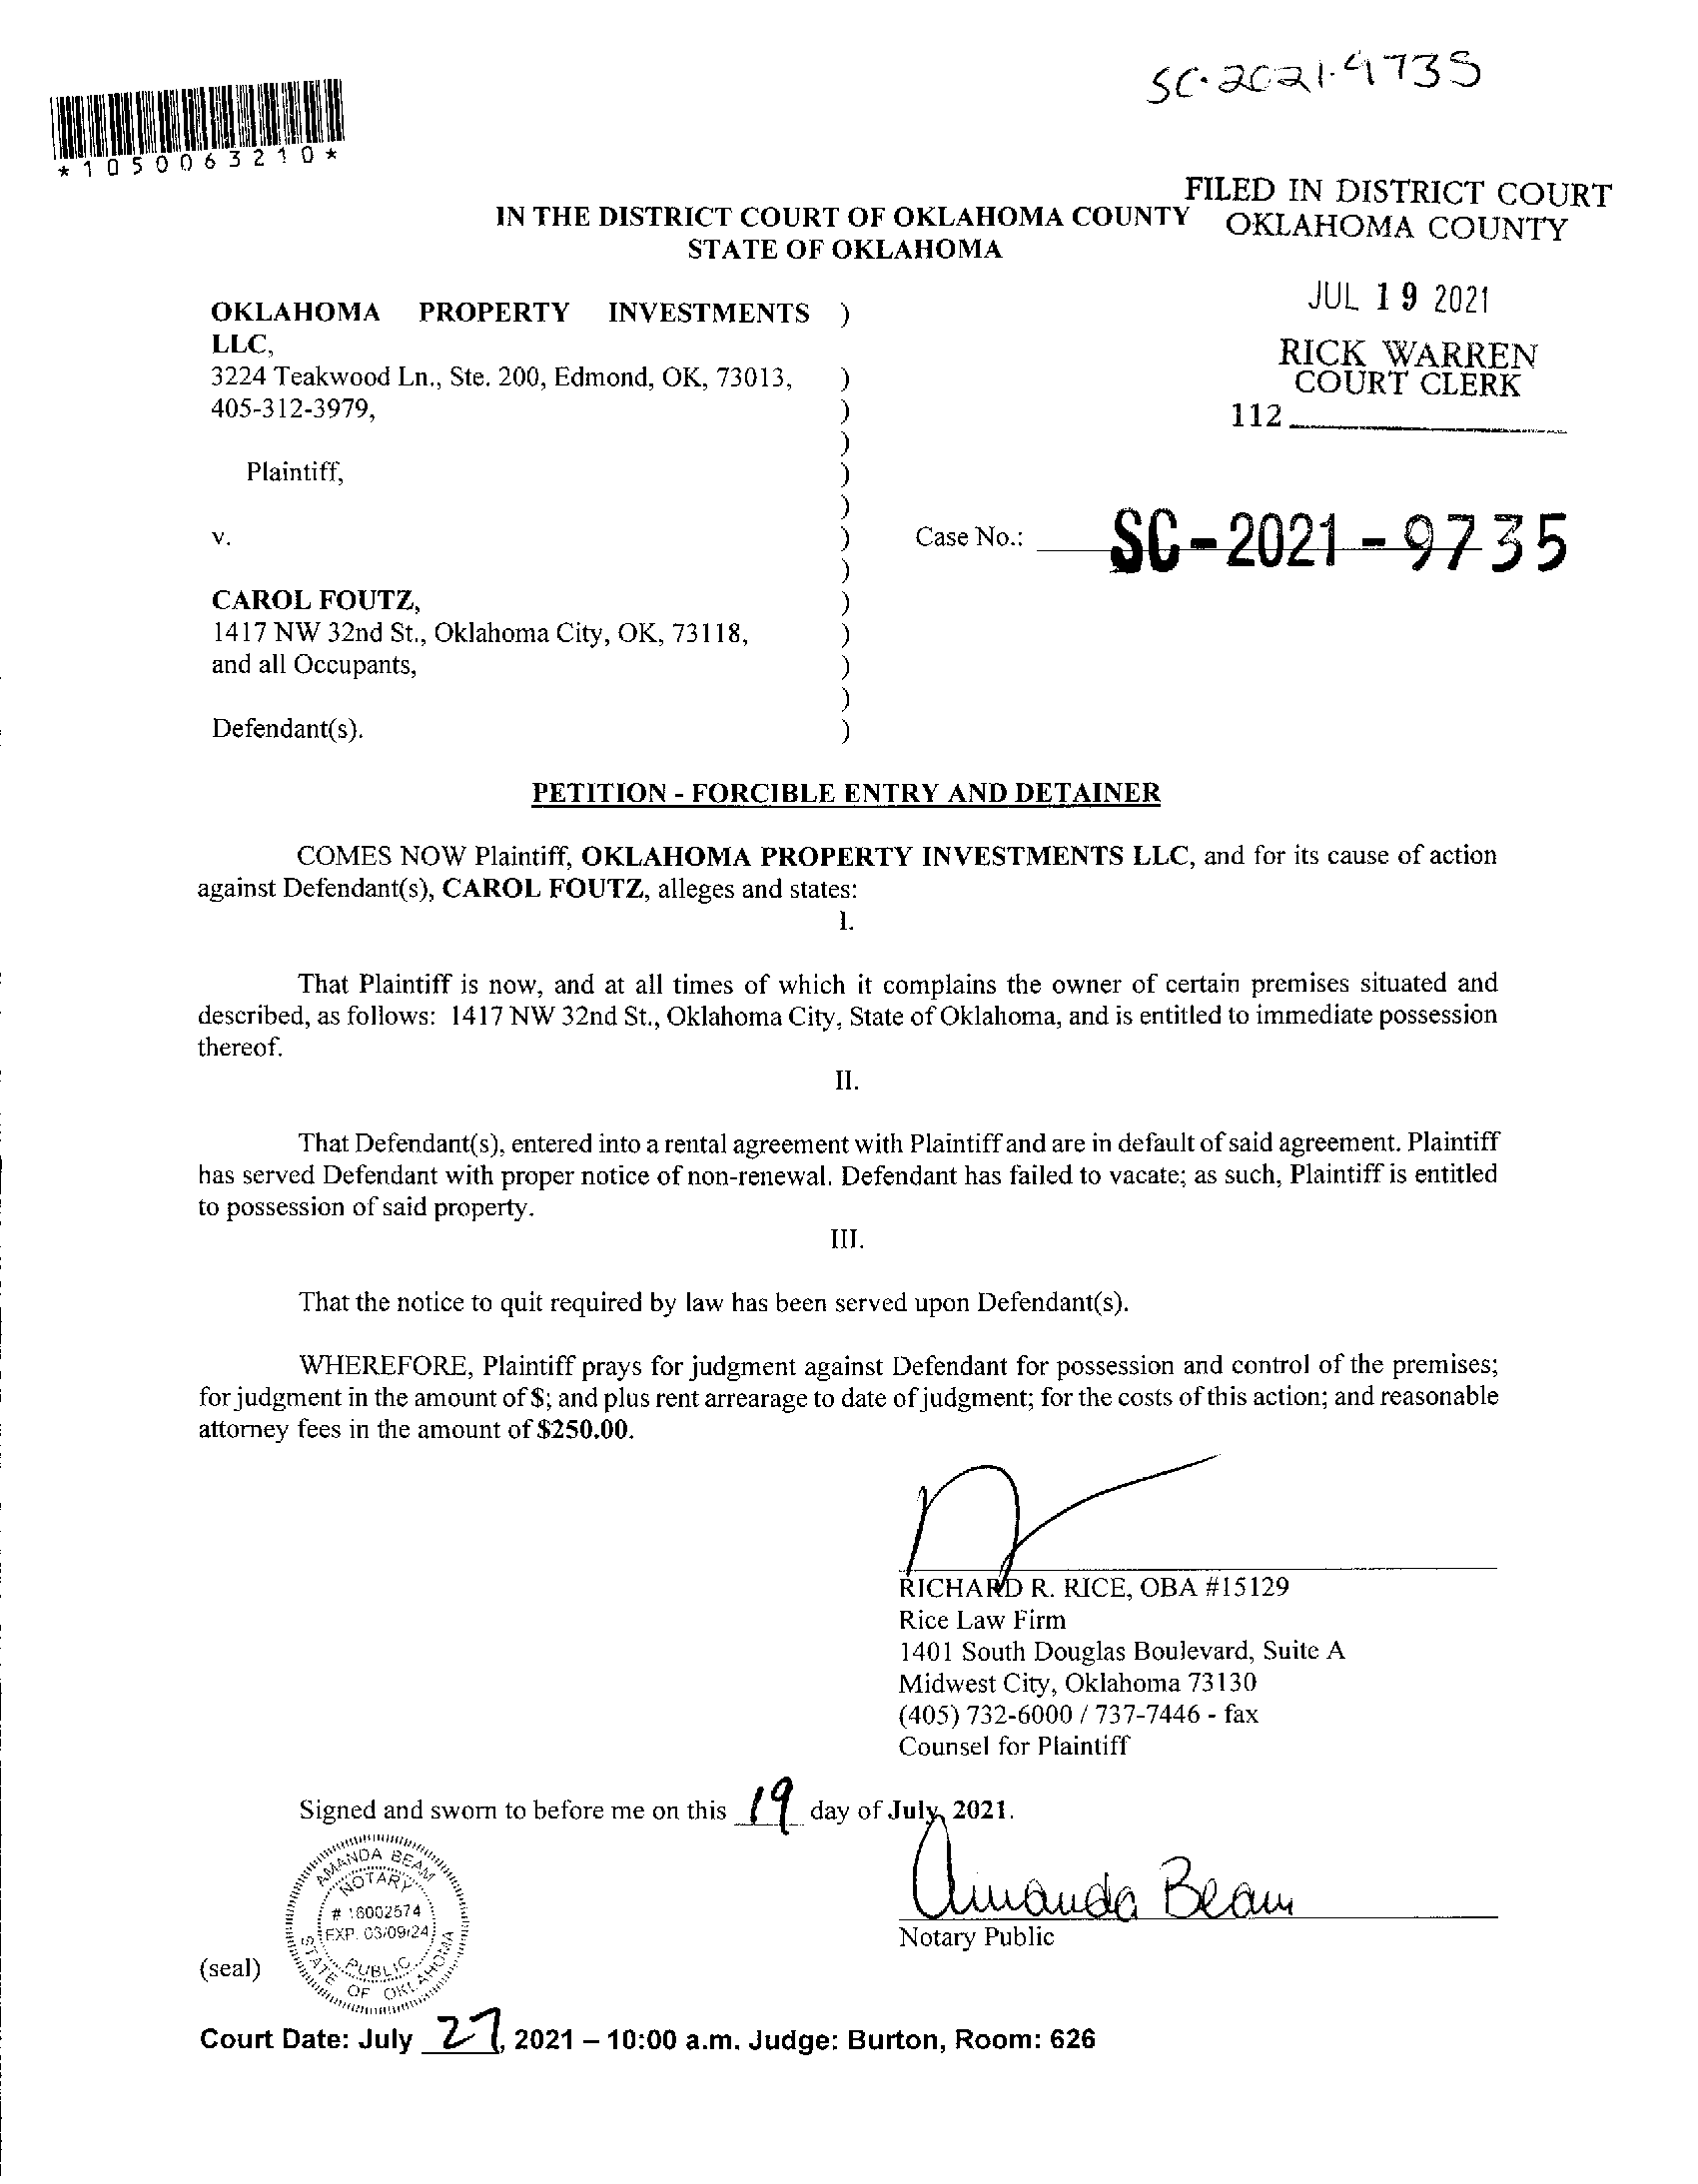 SC-2021-9735
*1050063210*
FILED IN DISTRICT COURT
OKLAHOMA COUNTY
IN THE DISTRICT COURT OF OKLAHOMA COUNTY
STATE OF OKLAHOMA
JUL 19 2021
RICK WARREN
COURT CLERK
112
OKLAHOMA PROPERTY INVESTMENTS )
LLC,
3224 Teakwood Ln., Ste. 200, Edmond, OK, 73013, )
405-312-3979, )
)
Plaintiff, )
)
v. ) Case No.: SC-2021-9735
)
CAROL FOUTZ, )
1417 NW 32nd St., Oklahoma City, OK, 73118, )
and all Occupants, )
)
Defendant(s). )
PETITION - FORCIBLE ENTRY AND DETAINER
COMES NOW Plaintiff, OKLAHOMA PROPERTY INVESTMENTS LLC, and for its cause of action
against Defendant(s), CAROL FOUTZ, alleges and states:
I.
That Plaintiff is now, and at all times of which it complains the owner of certain premises situated and
described, as follows: 1417 NW 32nd St., Oklahoma City, State of Oklahoma, and is entitled to immediate possession
thereof.
II.
That Defendant(s), entered into a rental agreement with Plaintiff and are in default of said agreement. Plaintiff
has served Defendant with proper notice of non-renewal. Defendant has failed to vacate; as such, Plaintiff is entitled
to possession of said property.
III.
That the notice to quit required by law has been served upon Defendant(s).
WHEREFORE, Plaintiff prays for judgment against Defendant for possession and control of the premises;
for judgment in the amount of $; and plus rent arrearage to date of judgment; for the costs of this action; and reasonable
attorney fees in the amount of $250.00.
RICHARD R. RICE, OBA #15129
Rice Law Firm
1401 South Douglas Boulevard, Suite A
Midwest City, Oklahoma 73130
(405) 732-6000 / 737-7446 - fax
Counsel for Plaintiff
Signed and sworn to before me on this 19 day of July, 2021.
Amanda Beam
Notary Public
AMANDA BEAM
NOTARY
# 16002574
EXP. 03/09/24
PUBLIC
STATE OF OKLAHOMA
(seal)
Court Date: July 27, 2021 – 10:00 a.m. Judge: Burton, Room: 626